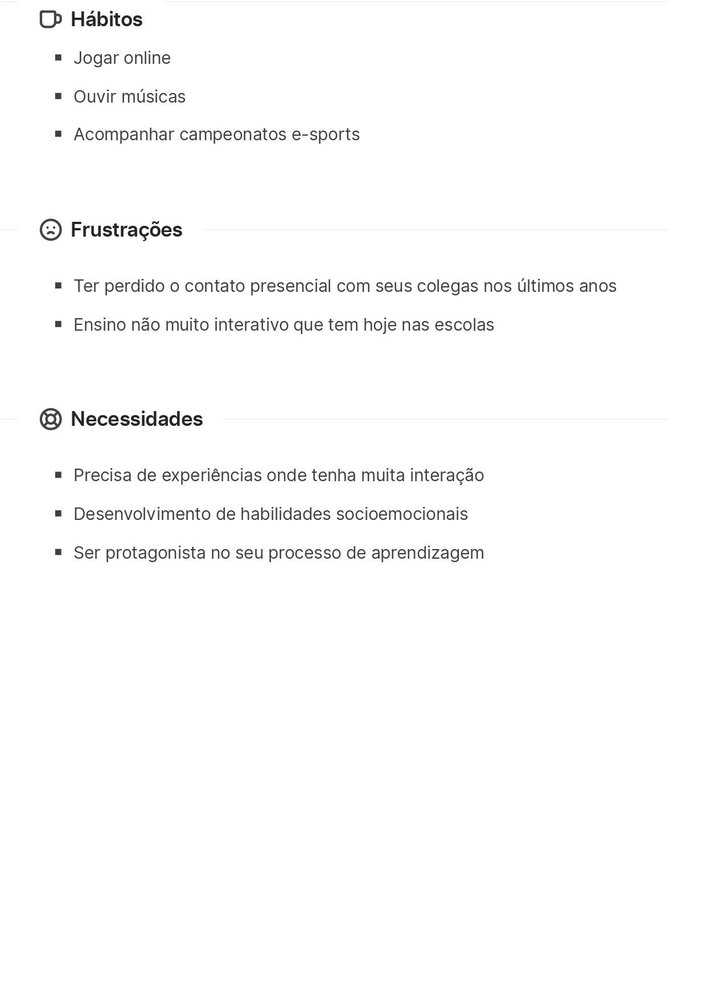 Hábitos
Jogar online
Ouvir músicas
Acompanhar campeonatos e-sports
Frustrações
Ter perdido o contato presencial com seus colegas nos últimos anos
Ensino não muito interativo que tem hoje nas escolas
Necessidades
Precisa de experiências onde tenha muita interação
Desenvolvimento de habilidades socioemocionais
Ser protagonista no seu processo de aprendizagem